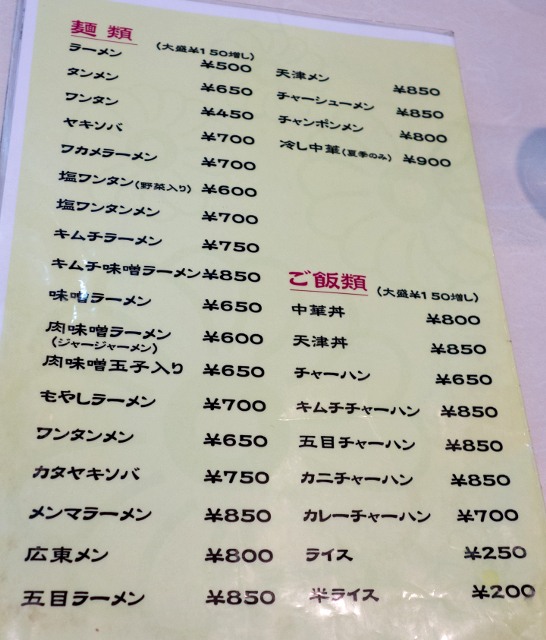 麺類
ラーメン (大盛¥150増し) ¥500
タンメン ¥650
ワンタン ¥450
ヤキソバ ¥700
ワカメラーメン ¥700
塩ワンタン(野菜入り) ¥600
塩ワンタンメン ¥700
キムチラーメン ¥750
キムチ味噌ラーメン ¥850
味噌ラーメン ¥650
肉味噌ラーメン ¥600
(ジャージャーメン)
肉味噌玉子入り ¥650
もやしラーメン ¥700
ワンタンメン ¥650
カタヤキソバ ¥750
メンマラーメン ¥850
広東メン ¥800
五目ラーメン ¥850
天津メン ¥850
チャーシューメン ¥850
チャンポンメン ¥800
冷し中華(夏季のみ) ¥900
ご飯類 (大盛¥150増し)
中華丼 ¥800
天津丼 ¥850
チャーハン ¥650
キムチチャーハン ¥850
五目チャーハン ¥850
カニチャーハン ¥850
カレーチャーハン ¥700
ライス ¥250
半ライス ¥200